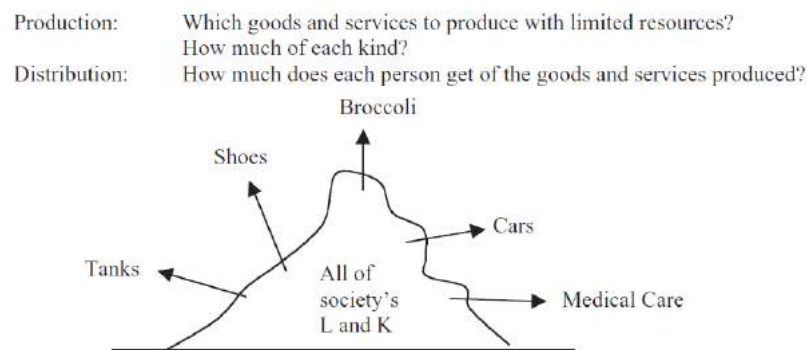 Production: Which goods and services to produce with limited resources?
How much of each kind?
Distribution: How much does each person get of the goods and services produced?
Broccoli
Shoes
Cars
Tanks
All of
society's
L and K
Medical Care